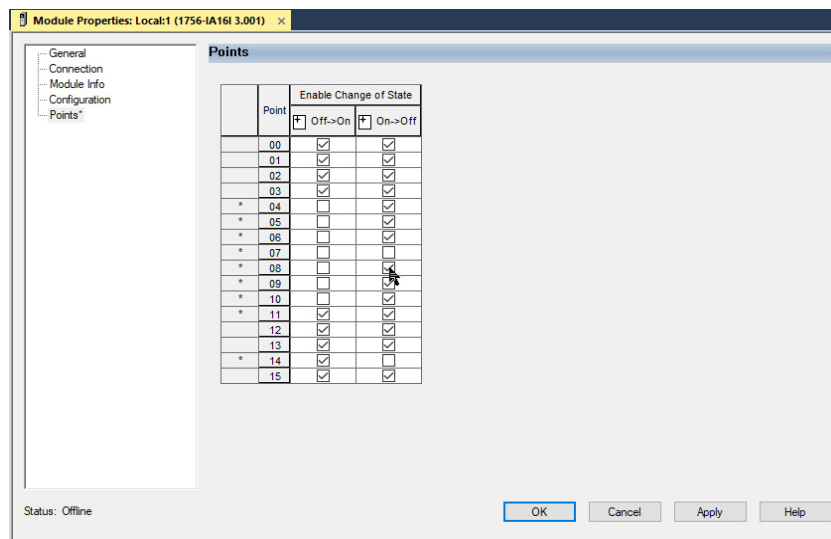 Module Properties: Local:1 (1756-IA16I 3.001) ×
General
Connection
Module Info
Configuration
Points*
Points
Enable Change of State
Point
Off->On
On->Off
00
01
02
03
* 04
* 05
* 06
* 07
* 08
* 09
* 10
* 11
12
13
* 14
15
Status: Offline
OK
Cancel
Apply
Help